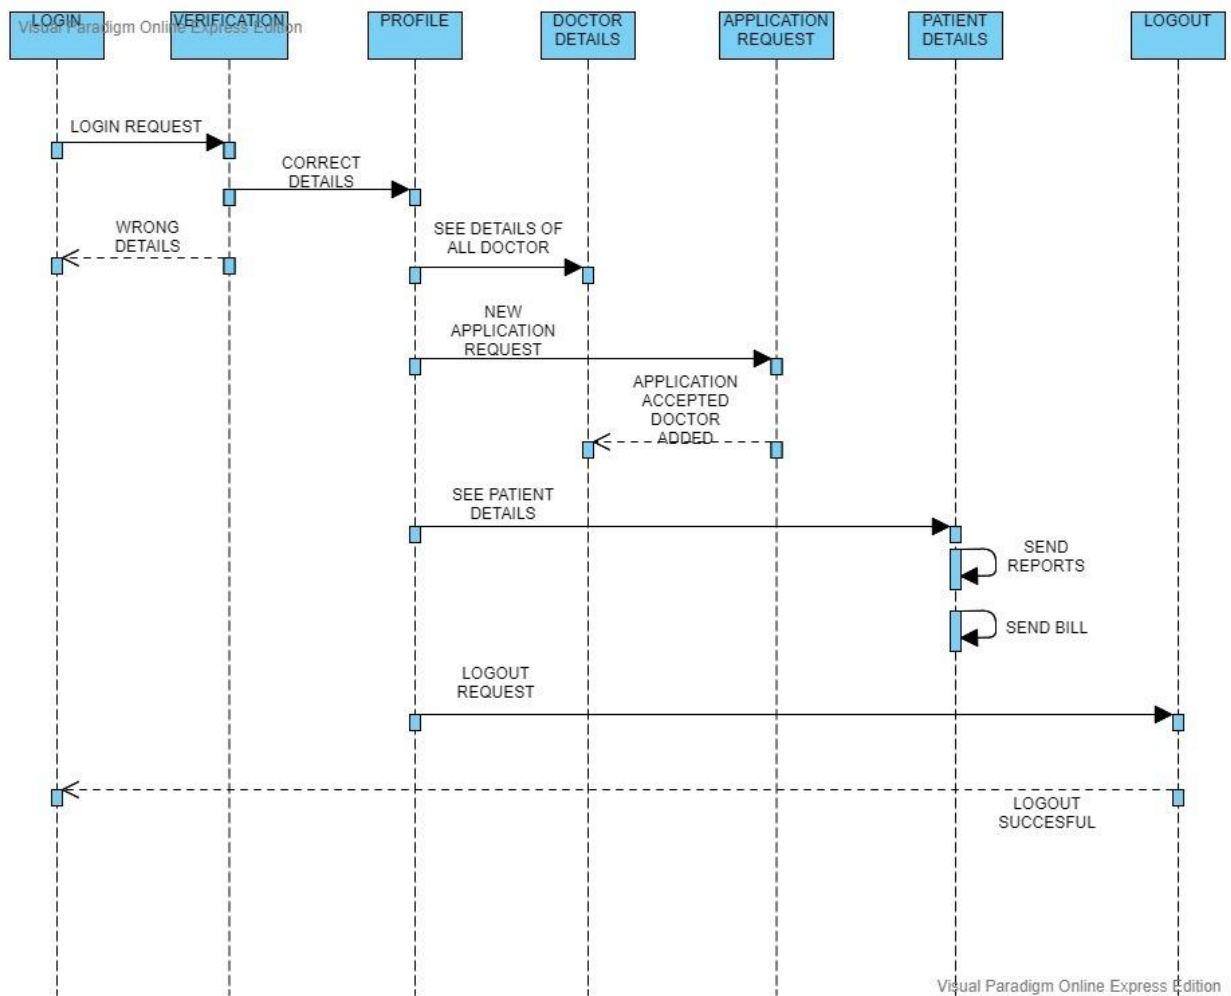 LOGIN
VERIFICATION
PROFILE
DOCTOR
DETAILS
APPLICATION
REQUEST
PATIENT
DETAILS
LOGOUT
Visual Paradigm Online Express Edition
LOGIN REQUEST
CORRECT
DETAILS
WRONG
DETAILS
SEE DETAILS OF
ALL DOCTOR
NEW
APPLICATION
REQUEST
APPLICATION
ACCEPTED
DOCTOR
ADDED
SEE PATIENT
DETAILS
SEND
REPORTS
SEND BILL
LOGOUT
REQUEST
LOGOUT
SUCCESFUL
Visual Paradigm Online Express Edition